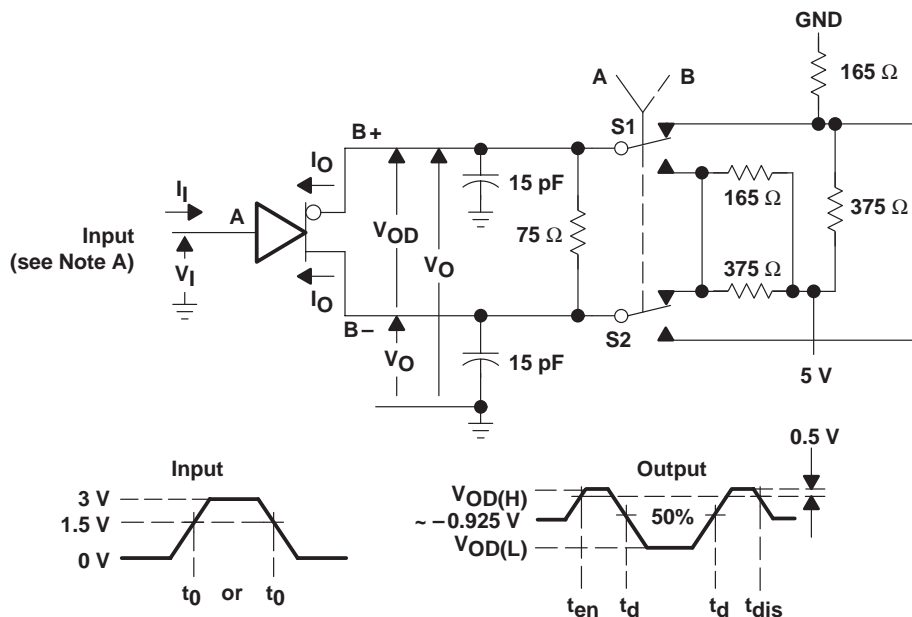 GND
165 Ω
A
B
S1
B+
I_O
15 pF
165 Ω
375 Ω
I_I
A
Input
(see Note A)
V_OD
75 Ω
V_O
V_I
375 Ω
I_O
B−
S2
V_O
15 pF
5 V
0.5 V
Input
Output
3 V
V_OD(H)
1.5 V
~ −0.925 V
50%
0 V
V_OD(L)
t_0 or t_0
t_en t_d t_d t_dis